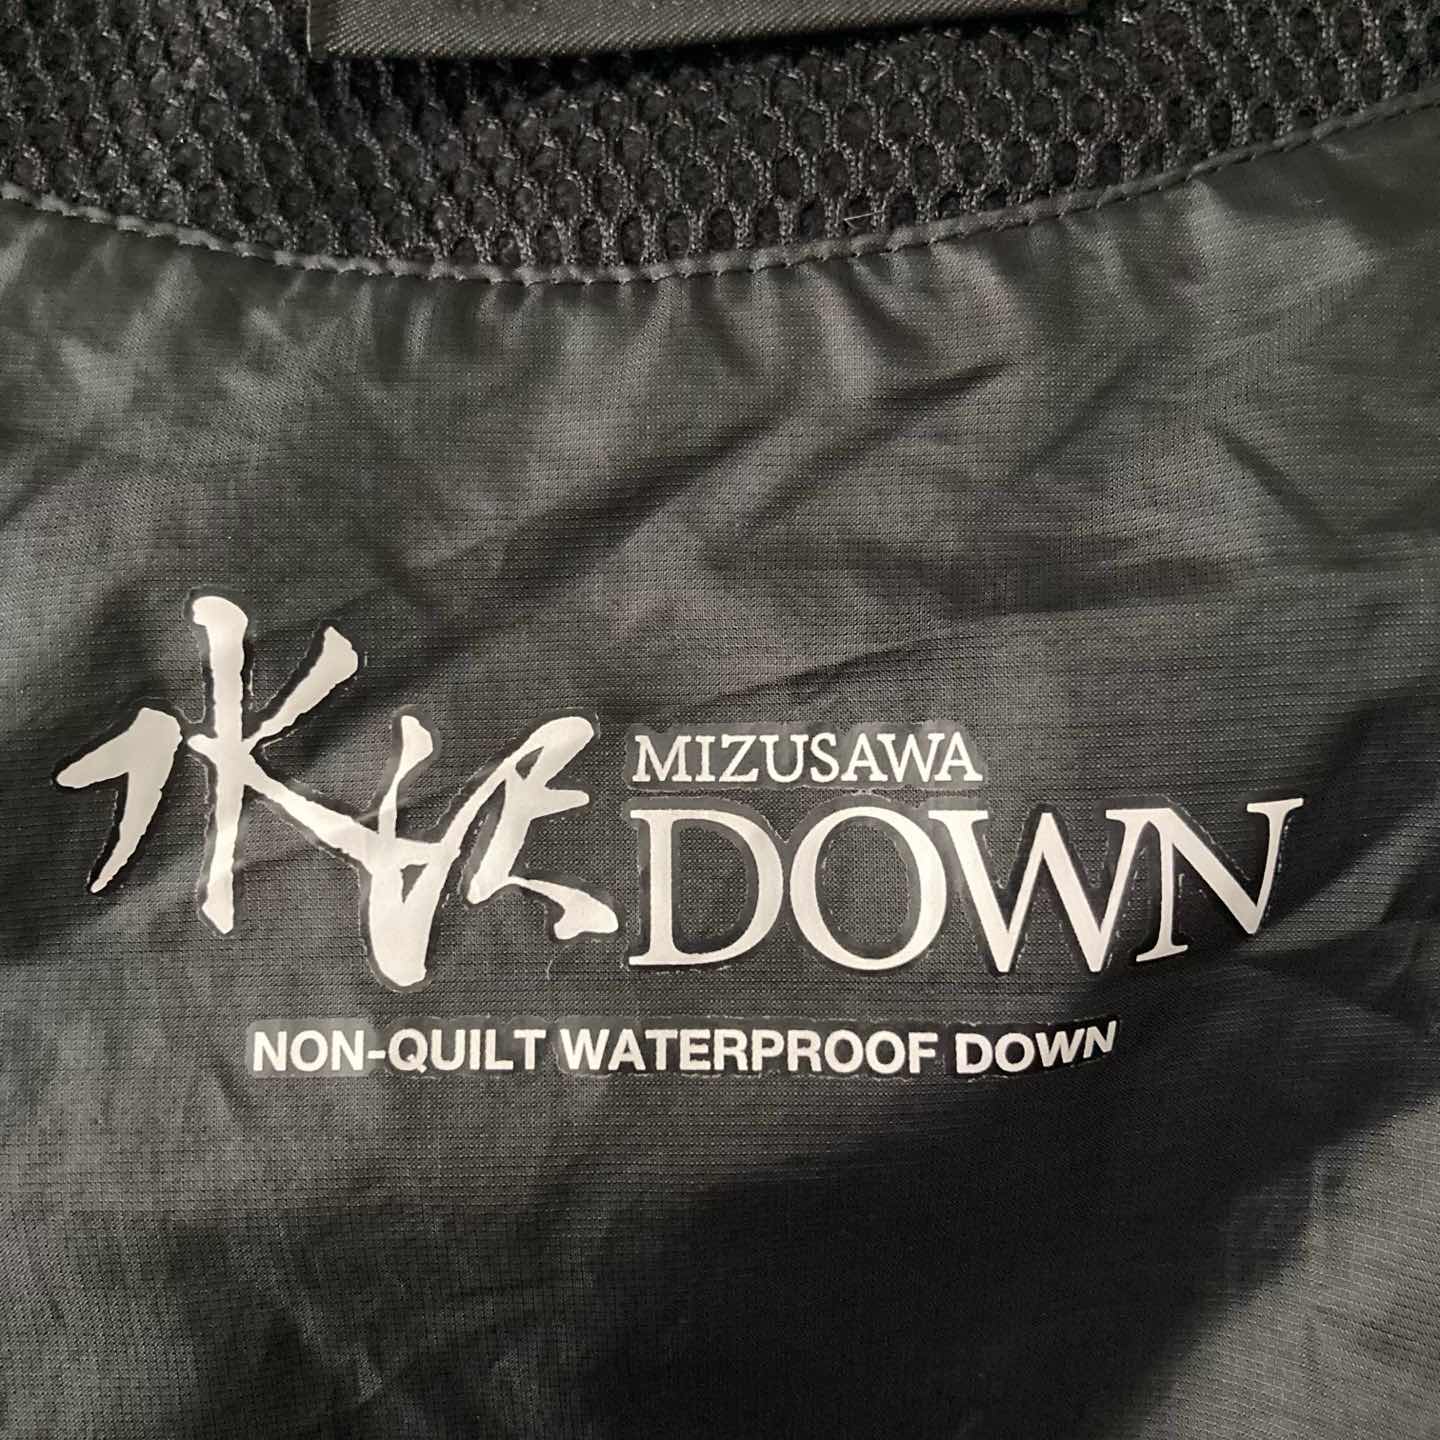 水沢
MIZUSAWA
DOWN
NON-QUILT WATERPROOF DOWN